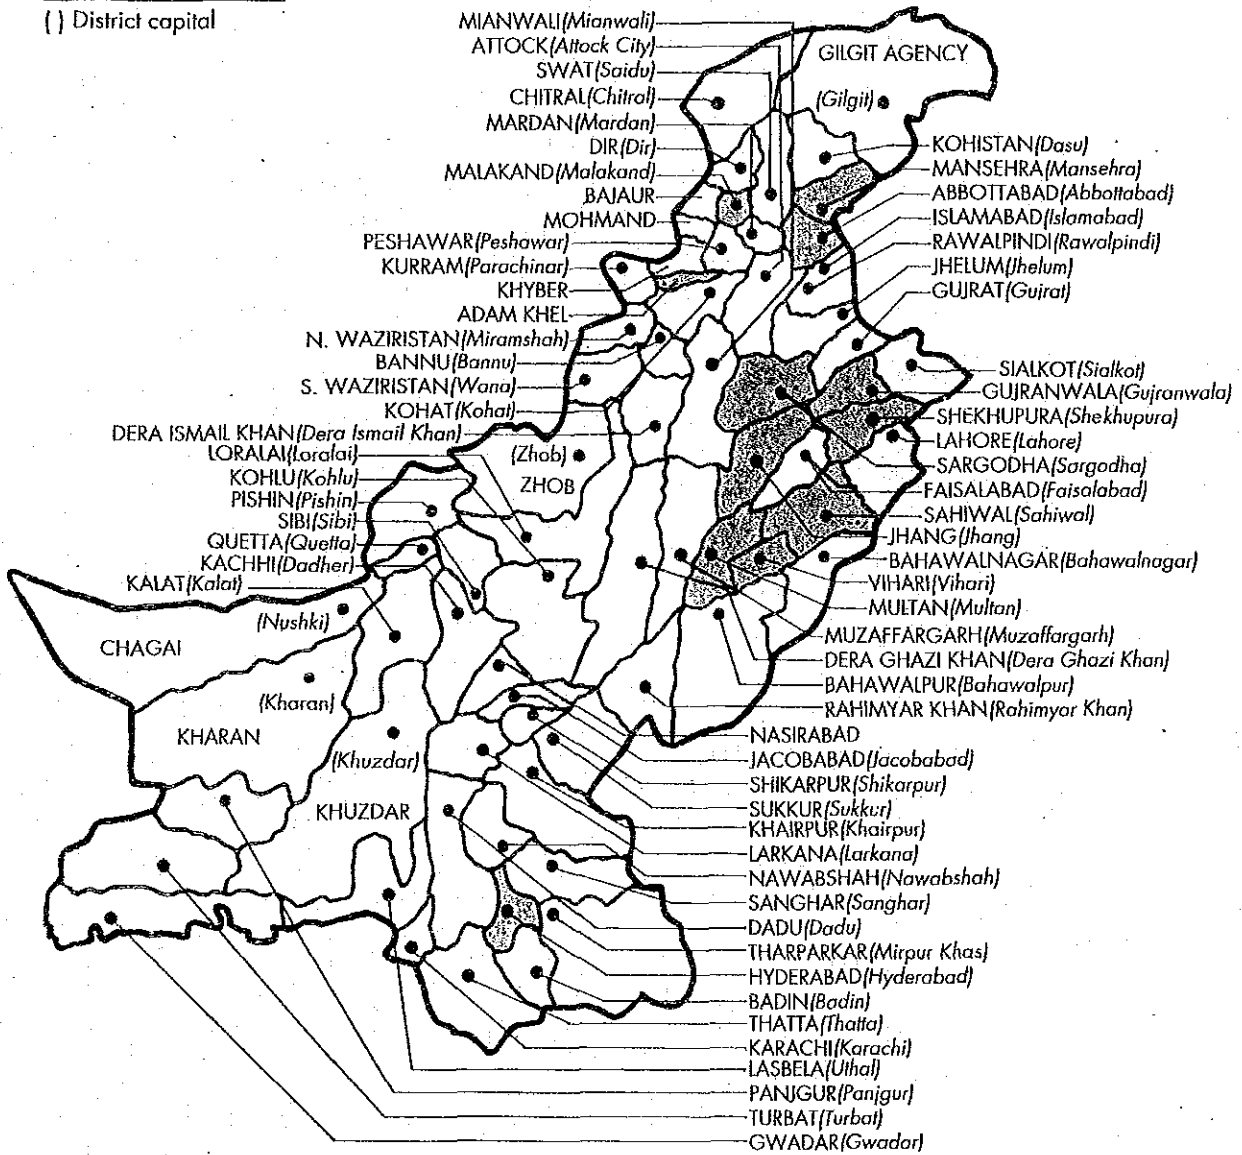 ( ) District capital
MIANWALI(Mianwali)
ATTOCK(Attock City)
SWAT(Saidu)
CHITRAL(Chitral)
MARDAN(Mardan)
DIR(Dir)
MALAKAND(Malakand)
BAJAUR
MOHMAND
PESHAWAR(Peshawar)
KURRAM(Parachinar)
KHYBER
ADAM KHEL
N. WAZIRISTAN(Miramshah)
BANNU(Bannu)
S. WAZIRISTAN(Wana)
KOHAT(Kohat)
DERA ISMAIL KHAN(Dera Ismail Khan)
LORALAI(Loralai)
KOHLU(Kohlu)
PISHIN(Pishin)
SIBI(Sibi)
QUETTA(Quetta)
KACHHI(Dadher)
KALAT(Kalat)
GILGIT AGENCY
(Gilgit)
KOHISTAN(Dasu)
MANSEHRA(Mansehra)
ABBOTTABAD(Abbottabad)
ISLAMABAD(Islamabad)
RAWALPINDI(Rawalpindi)
JHELUM(Jhelum)
GUJRAT(Gujrat)
SIALKOT(Sialkot)
GUJRANWALA(Gujranwala)
SHEKHUPURA(Shekhupura)
LAHORE(Lahore)
SARGODHA(Sargodha)
FAISALABAD(Faisalabad)
SAHIWAL(Sahiwal)
JHANG(Jhang)
BAHAWALNAGAR(Bahawalnagar)
VIHARI(Vihari)
MULTAN(Multan)
MUZAFFARGARH(Muzaffargarh)
DERA GHAZI KHAN(Dera Ghazi Khan)
BAHAWALPUR(Bahawalpur)
RAHIMYAR KHAN(Rahimyar Khan)
(Zhob)
ZHOB
(Nushki)
CHAGAI
(Kharan)
KHARAN
(Khuzdar)
KHUZDAR
NASIRABAD
JACOBABAD(Jacobabad)
SHIKARPUR(Shikarpur)
SUKKUR(Sukkur)
KHAIRPUR(Khairpur)
LARKANA(Larkana)
NAWABSHAH(Nawabshah)
SANGHAR(Sanghar)
DADU(Dadu)
THARPARKAR(Mirpur Khas)
HYDERABAD(Hyderabad)
BADIN(Badin)
THATTA(Thatta)
KARACHI(Karachi)
LASBELA(Uthal)
PANJGUR(Panjgur)
TURBAT(Turbat)
GWADAR(Gwadar)